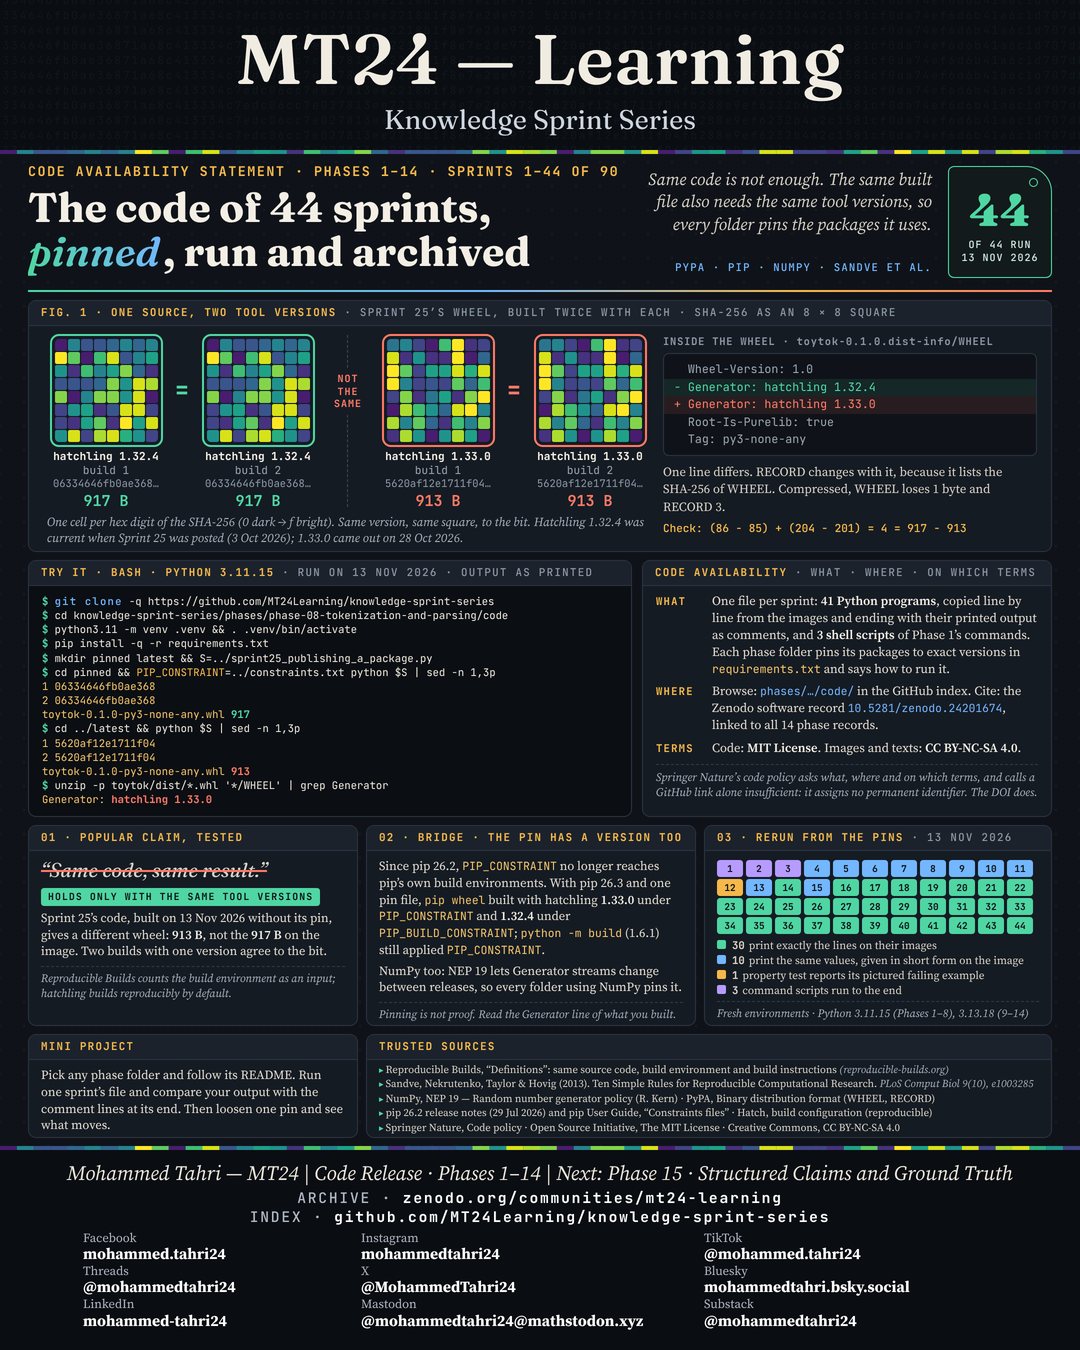 MT24 — Learning
Knowledge Sprint Series
CODE AVAILABILITY STATEMENT · PHASES 1–14 · SPRINTS 1–44 OF 90
The code of 44 sprints,
pinned, run and archived
Same code is not enough. The same built
file also needs the same tool versions, so
every folder pins the packages it uses.
PYPA · PIP · NUMPY · SANDVE ET AL.
44
OF 44 RUN
13 NOV 2026
FIG. 1 · ONE SOURCE, TWO TOOL VERSIONS · SPRINT 25’S WHEEL, BUILT TWICE WITH EACH · SHA-256 AS AN 8 × 8 SQUARE
=
NOT
THE
SAME
=
hatchling 1.32.4
build 1
06334646fb0ae368…
917 B
hatchling 1.32.4
build 2
06334646fb0ae368…
917 B
hatchling 1.33.0
build 1
5620af12e1711f04…
913 B
hatchling 1.33.0
build 2
5620af12e1711f04…
913 B
One cell per hex digit of the SHA-256 (0 dark → f bright). Same version, same square, to the bit. Hatchling 1.32.4 was
current when Sprint 25 was posted (3 Oct 2026); 1.33.0 came out on 28 Oct 2026.
INSIDE THE WHEEL · toytok-0.1.0.dist-info/WHEEL
Wheel-Version: 1.0
- Generator: hatchling 1.32.4
+ Generator: hatchling 1.33.0
Root-Is-Purelib: true
Tag: py3-none-any
One line differs. RECORD changes with it, because it lists the
SHA-256 of WHEEL. Compressed, WHEEL loses 1 byte and
RECORD 3.
Check: (86 - 85) + (204 - 201) = 4 = 917 - 913
TRY IT · BASH · PYTHON 3.11.15 · RUN ON 13 NOV 2026 · OUTPUT AS PRINTED
$ git clone -q https://github.com/MT24Learning/knowledge-sprint-series
$ cd knowledge-sprint-series/phases/phase-08-tokenization-and-parsing/code
$ python3.11 -m venv .venv && . .venv/bin/activate
$ pip install -q -r requirements.txt
$ mkdir pinned latest && S=../sprint25_publishing_a_package.py
$ cd pinned && PIP_CONSTRAINT=../constraints.txt python $S | sed -n 1,3p
1 06334646fb0ae368
2 06334646fb0ae368
toytok-0.1.0-py3-none-any.whl 917
$ cd ../latest && python $S | sed -n 1,3p
1 5620af12e1711f04
2 5620af12e1711f04
toytok-0.1.0-py3-none-any.whl 913
$ unzip -p toytok/dist/*.whl '*/WHEEL' | grep Generator
Generator: hatchling 1.33.0
CODE AVAILABILITY · WHAT · WHERE · ON WHICH TERMS
WHAT One file per sprint: 41 Python programs, copied line by
line from the images and ending with their printed output
as comments, and 3 shell scripts of Phase 1’s commands.
Each phase folder pins its packages to exact versions in
requirements.txt and says how to run it.
WHERE Browse: phases/…/code/ in the GitHub index. Cite: the
Zenodo software record 10.5281/zenodo.24201674,
linked to all 14 phase records.
TERMS Code: MIT License. Images and texts: CC BY-NC-SA 4.0.
Springer Nature’s code policy asks what, where and on which terms, and calls a
GitHub link alone insufficient: it assigns no permanent identifier. The DOI does.
01 · POPULAR CLAIM, TESTED
“Same code, same result.”
HOLDS ONLY WITH THE SAME TOOL VERSIONS
Sprint 25’s code, built on 13 Nov 2026 without its pin,
gives a different wheel: 913 B, not the 917 B on the
image. Two builds with one version agree to the bit.
Reproducible Builds counts the build environment as an input;
hatchling builds reproducibly by default.
02 · BRIDGE · THE PIN HAS A VERSION TOO
Since pip 26.2, PIP_CONSTRAINT no longer reaches
pip’s own build environments. With pip 26.3 and one
pin file, pip wheel built with hatchling 1.33.0 under
PIP_CONSTRAINT and 1.32.4 under
PIP_BUILD_CONSTRAINT; python -m build (1.6.1)
still applied PIP_CONSTRAINT.
NumPy too: NEP 19 lets Generator streams change
between releases, so every folder using NumPy pins it.
Pinning is not proof. Read the Generator line of what you built.
03 · RERUN FROM THE PINS · 13 NOV 2026
1 2 3 4 5 6 7 8 9 10 11
12 13 14 15 16 17 18 19 20 21 22
23 24 25 26 27 28 29 30 31 32 33
34 35 36 37 38 39 40 41 42 43 44
30 print exactly the lines on their images
10 print the same values, given in short form on the image
1 property test reports its pictured failing example
3 command scripts run to the end
Fresh environments · Python 3.11.15 (Phases 1–8), 3.13.18 (9–14)
MINI PROJECT
Pick any phase folder and follow its README. Run
one sprint’s file and compare your output with the
comment lines at its end. Then loosen one pin and see
what moves.
TRUSTED SOURCES
▸ Reproducible Builds, “Definitions”: same source code, build environment and build instructions (reproducible-builds.org)
▸ Sandve, Nekrutenko, Taylor & Hovig (2013). Ten Simple Rules for Reproducible Computational Research. PLoS Comput Biol 9(10), e1003285
▸ NumPy, NEP 19 — Random number generator policy (R. Kern) · PyPA, Binary distribution format (WHEEL, RECORD)
▸ pip 26.2 release notes (29 Jul 2026) and pip User Guide, “Constraints files” · Hatch, build configuration (reproducible)
▸ Springer Nature, Code policy · Open Source Initiative, The MIT License · Creative Commons, CC BY-NC-SA 4.0
Mohammed Tahri — MT24 | Code Release · Phases 1–14 | Next: Phase 15 · Structured Claims and Ground Truth
ARCHIVE · zenodo.org/communities/mt24-learning
INDEX · github.com/MT24Learning/knowledge-sprint-series
Facebook
mohammed.tahri24
Instagram
mohammedtahri24
TikTok
@mohammed.tahri24
Threads
@mohammedtahri24
X
@MohammedTahri24
Bluesky
mohammedtahri.bsky.social
LinkedIn
mohammed-tahri24
Mastodon
@mohammedtahri24@mathstodon.xyz
Substack
@mohammedtahri24